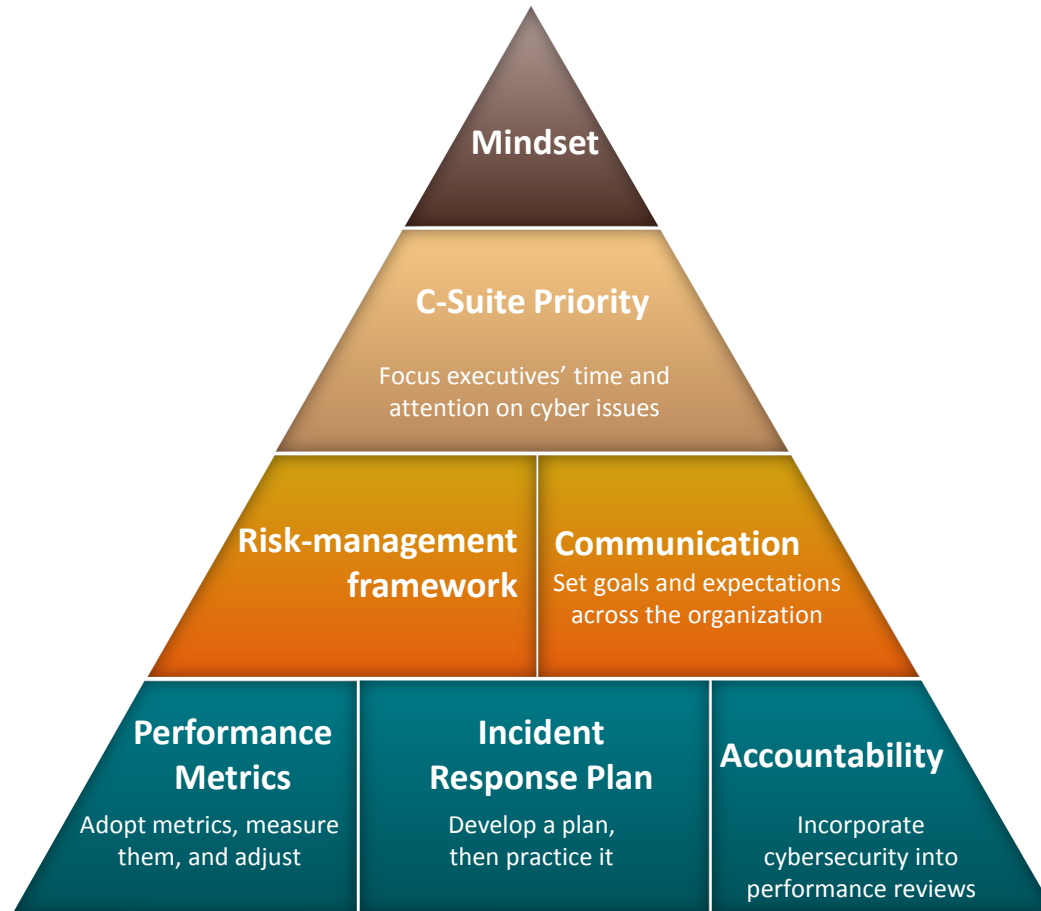 Mindset
C-Suite Priority
Focus executives’ time and
attention on cyber issues
Risk-management
framework
Communication
Set goals and expectations
across the organization
Performance
Metrics
Adopt metrics, measure
them, and adjust
Incident
Response Plan
Develop a plan,
then practice it
Accountability
Incorporate
cybersecurity into
performance reviews